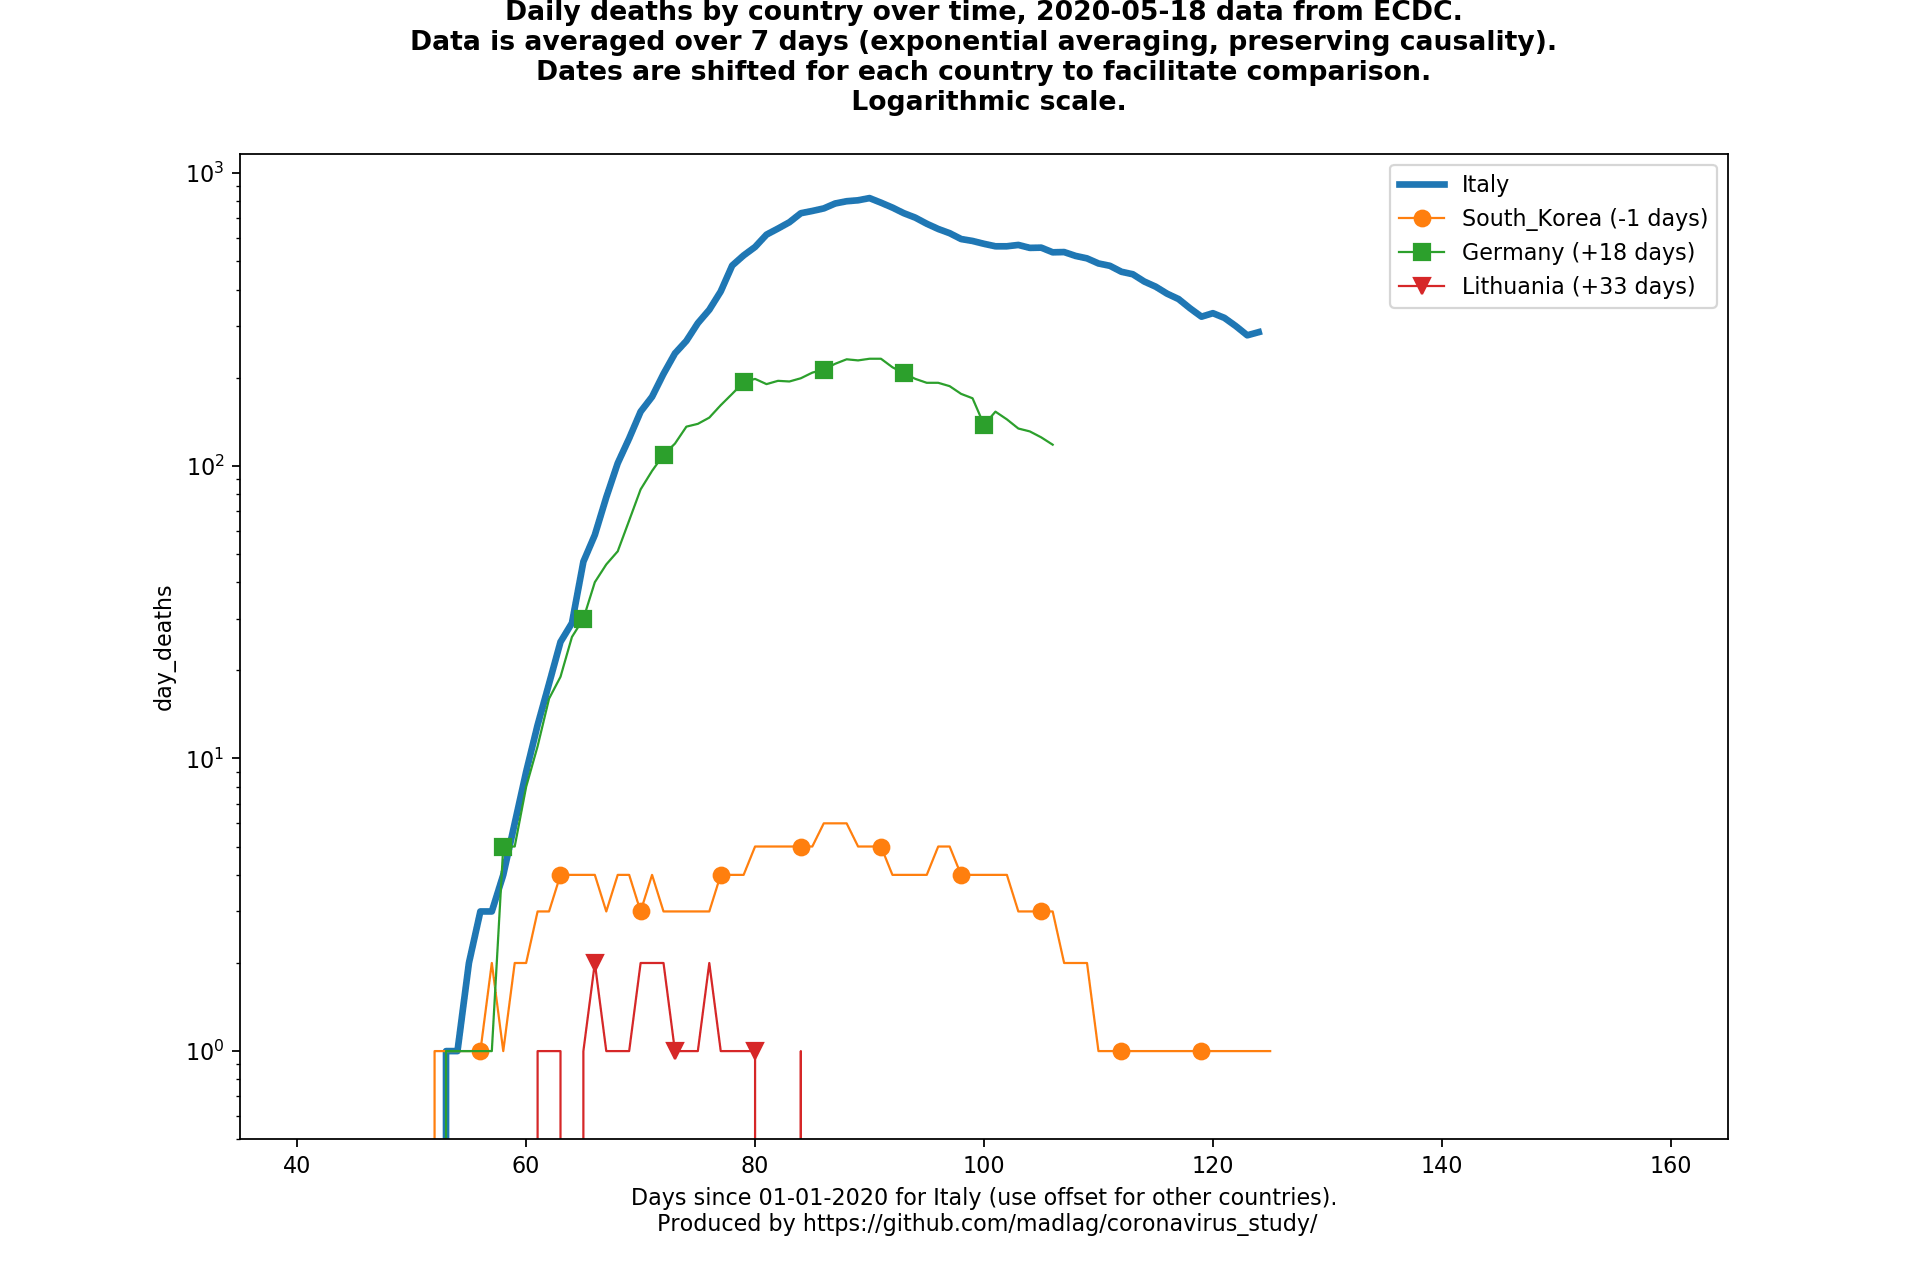 Daily deaths by country over time, 2020-05-18 data from ECDC.
Data is averaged over 7 days (exponential averaging, preserving causality).
Dates are shifted for each country to facilitate comparison.
Logarithmic scale.
10³
Italy
South_Korea (-1 days)
Germany (+18 days)
Lithuania (+33 days)
10²
day_deaths
10¹
10⁰
40 60 80 100 120 140 160
Days since 01-01-2020 for Italy (use offset for other countries).
Produced by https://github.com/madlag/coronavirus_study/